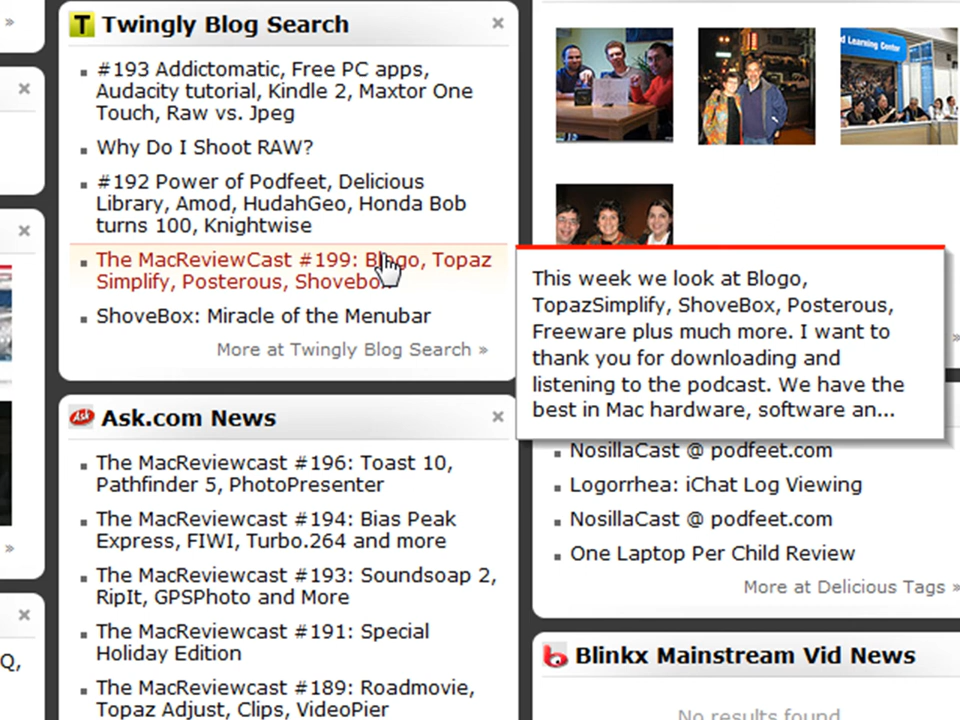 »
Q,
»
T Twingly Blog Search
#193 Addictomatic, Free PC apps,
Audacity tutorial, Kindle 2, Maxtor One
Touch, Raw vs. Jpeg
Why Do I Shoot RAW?
#192 Power of Podfeet, Delicious
Library, Amod, HudahGeo, Honda Bob
turns 100, Knightwise
The MacReviewCast #199: Blogo, Topaz
Simplify, Posterous, Shovebox
ShoveBox: Miracle of the Menubar
More at Twingly Blog Search »
Ask Ask.com News
The MacReviewcast #196: Toast 10,
Pathfinder 5, PhotoPresenter
The MacReviewcast #194: Bias Peak
Express, FIWI, Turbo.264 and more
The MacReviewcast #193: Soundsoap 2,
RipIt, GPSPhoto and More
The MacReviewcast #191: Special
Holiday Edition
The MacReviewcast #189: Roadmovie,
Topaz Adjust, Clips, VideoPier
d Learning Center
This week we look at Blogo,
TopazSimplify, ShoveBox, Posterous,
Freeware plus much more. I want to
thank you for downloading and
listening to the podcast. We have the
best in Mac hardware, software an...
»
NosillaCast @ podfeet.com
Logorrhea: iChat Log Viewing
NosillaCast @ podfeet.com
One Laptop Per Child Review
More at Delicious Tags »
b Blinkx Mainstream Vid News
No results found